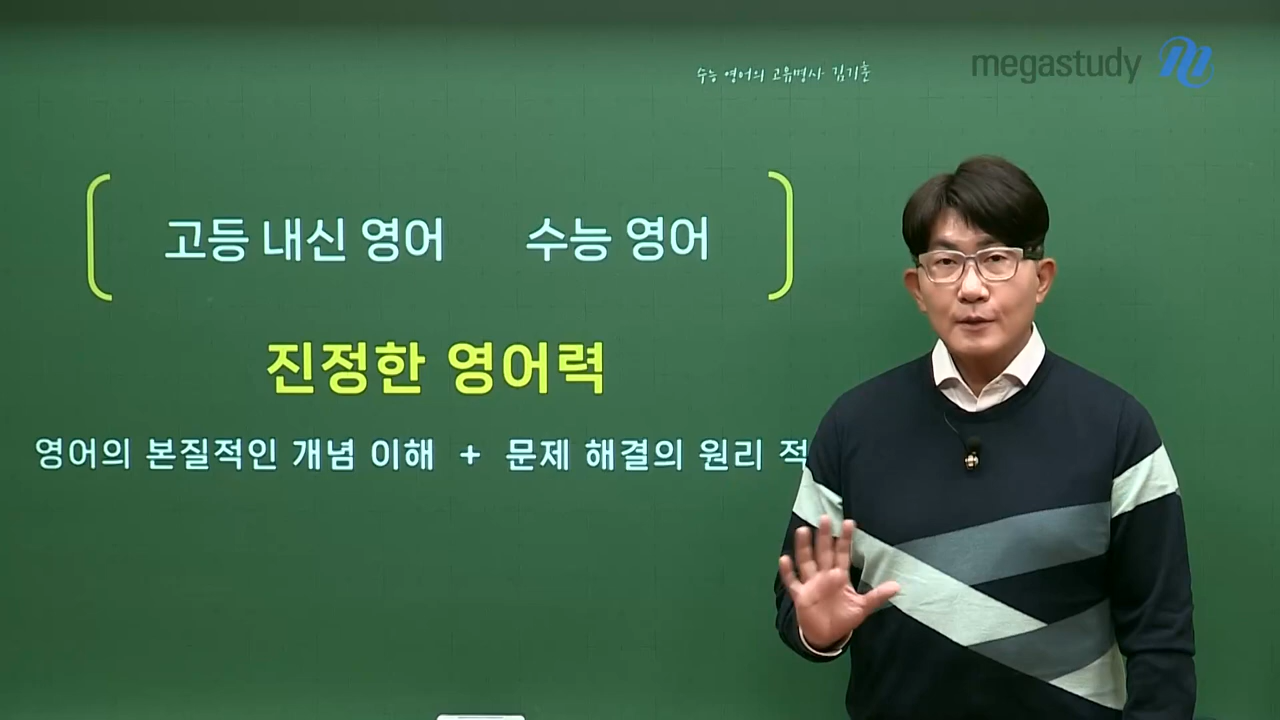 수능 영어의 고유명사 김기훈
megastudy
고등 내신 영어 수능 영어
진정한 영어력
영어의 본질적인 개념 이해 + 문제 해결의 원리 적